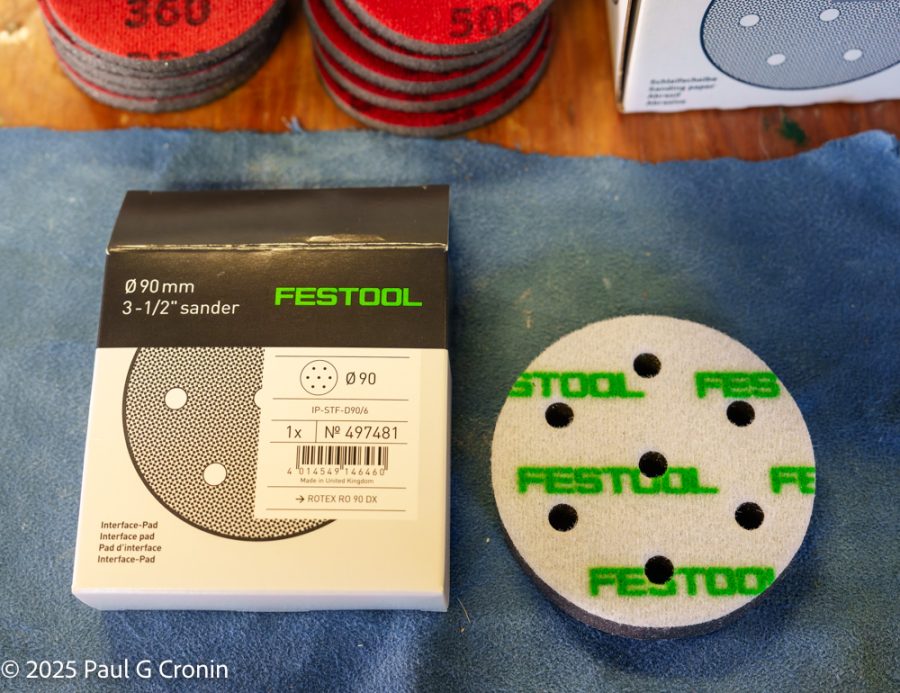 360
500
Schleifscheibe
Sanding paper
Abrasif
Abrasivo
Ø 90 mm
3-1/2" sander
FESTOOL
Ø 90
IP-STF-D90/6
1x № 497481
4 014549 146460
Made in United Kingdom
→ ROTEX RO 90 DX
Interface-Pad
Interface pad
Pad d'interface
Interface-Pad
STOOL FES
FESTOOL FE
FESTOOL
© 2025 Paul G Cronin